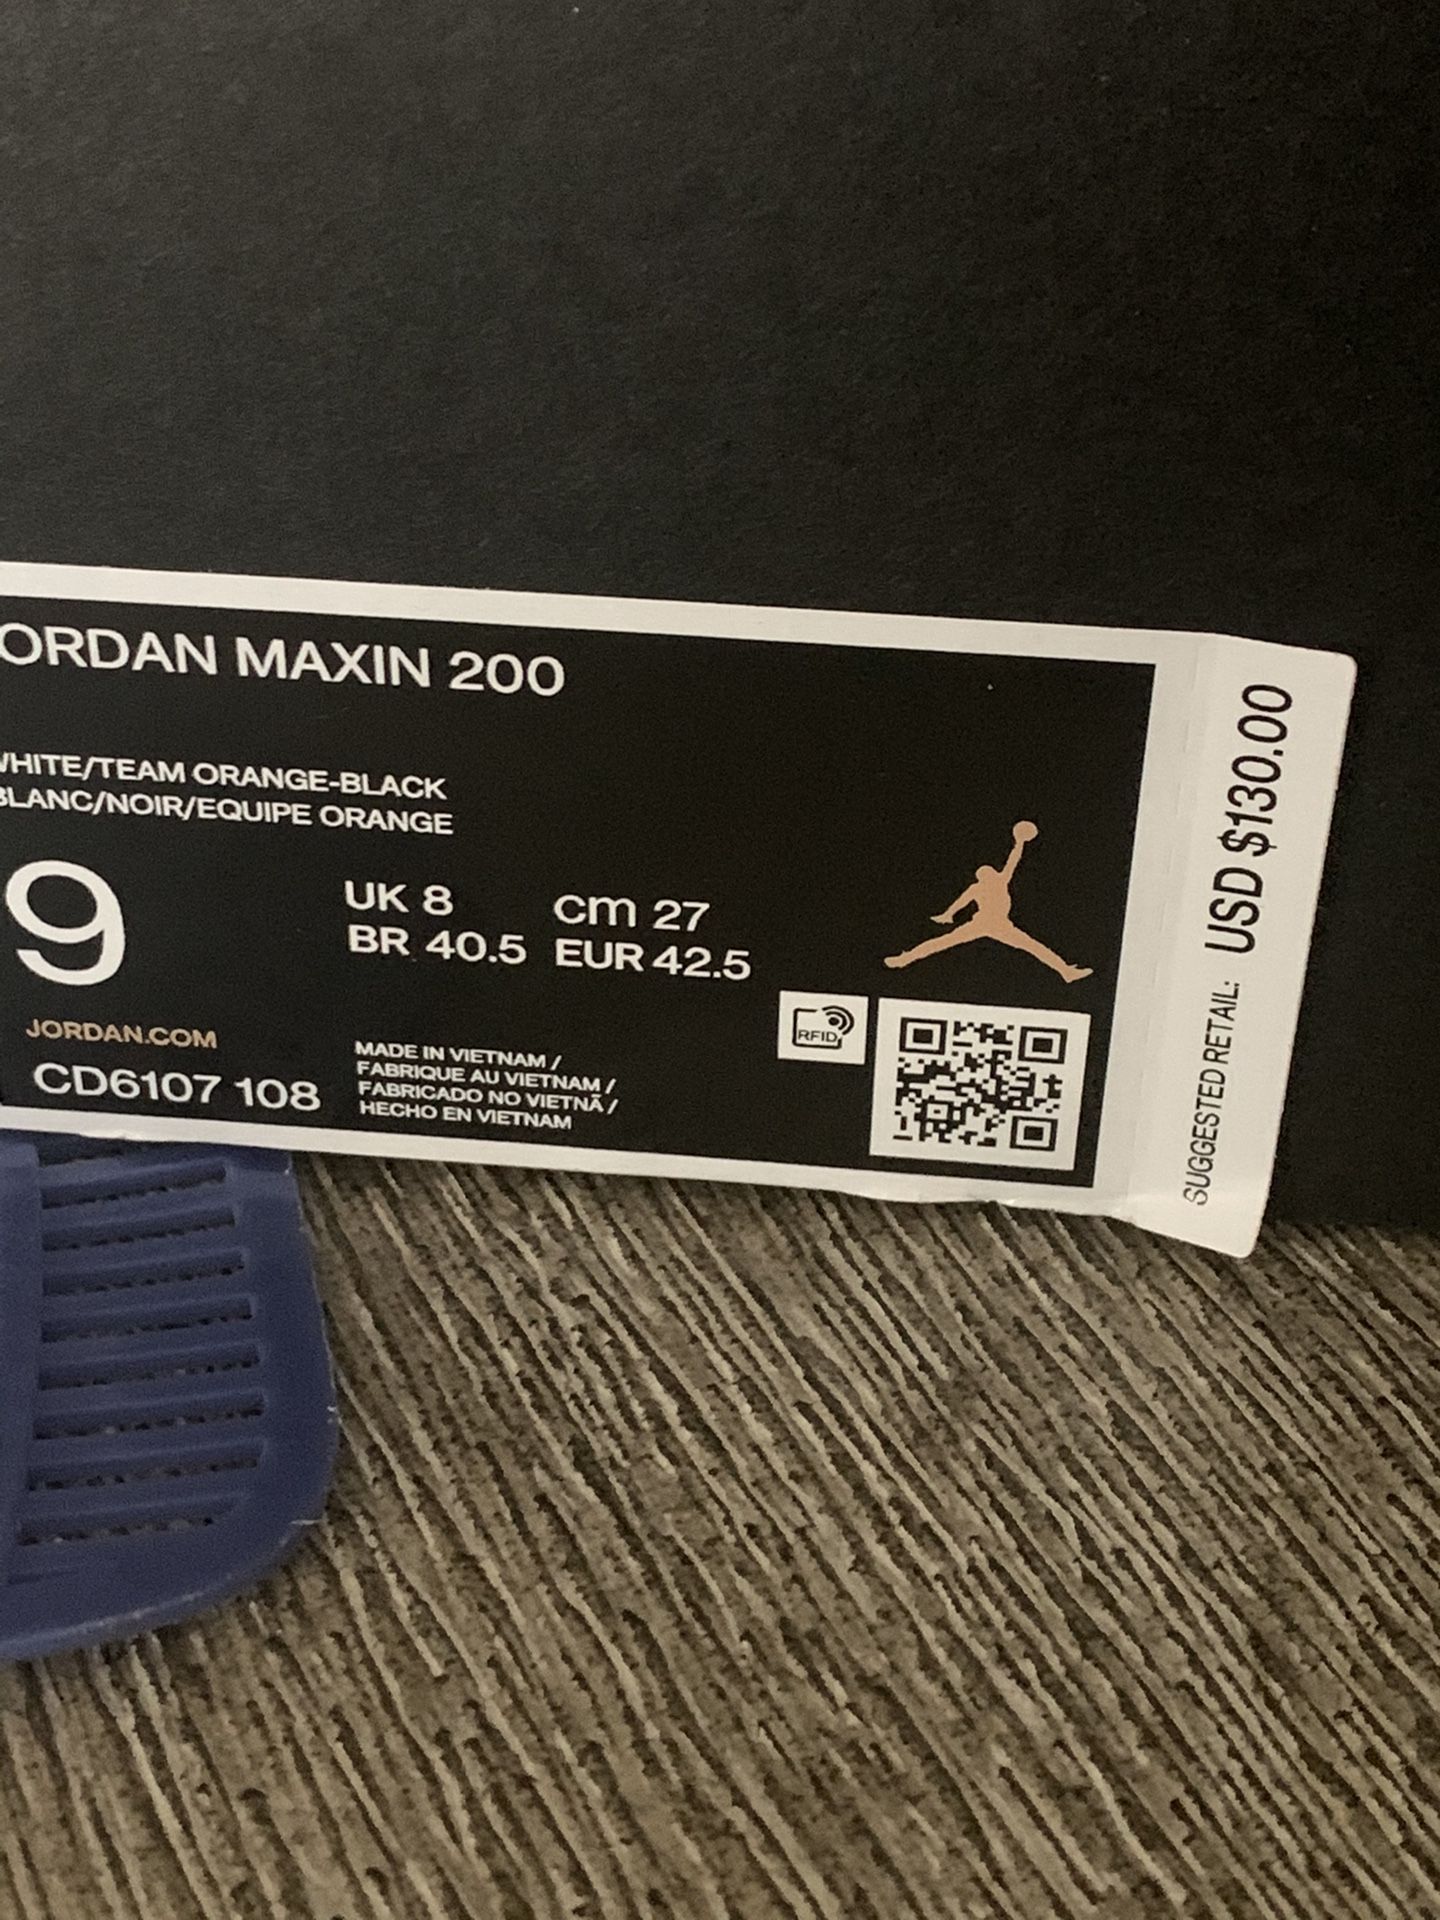 ORDAN MAXIN 200
WHITE/TEAM ORANGE-BLACK
BLANC/NOIR/EQUIPE ORANGE
9
UK 8 cm 27
BR 40.5 EUR 42.5
JORDAN.COM
CD6107 108
MADE IN VIETNAM /
FABRIQUE AU VIETNAM /
FABRICADO NO VIETNÃ /
HECHO EN VIETNAM
RFID
SUGGESTED RETAIL: USD $130.00